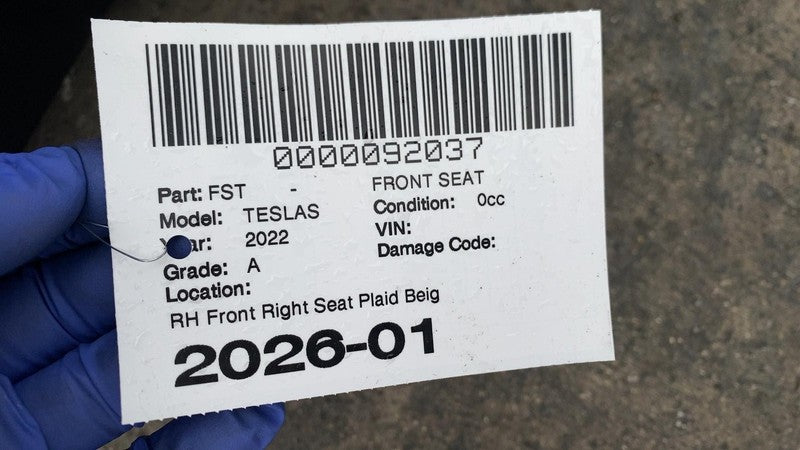 0000092037
Part: FST - FRONT SEAT
Model: TESLAS Condition: 0cc
2022 VIN:
Grade: A Damage Code:
Location:
RH Front Right Seat Plaid Beig
2026-01